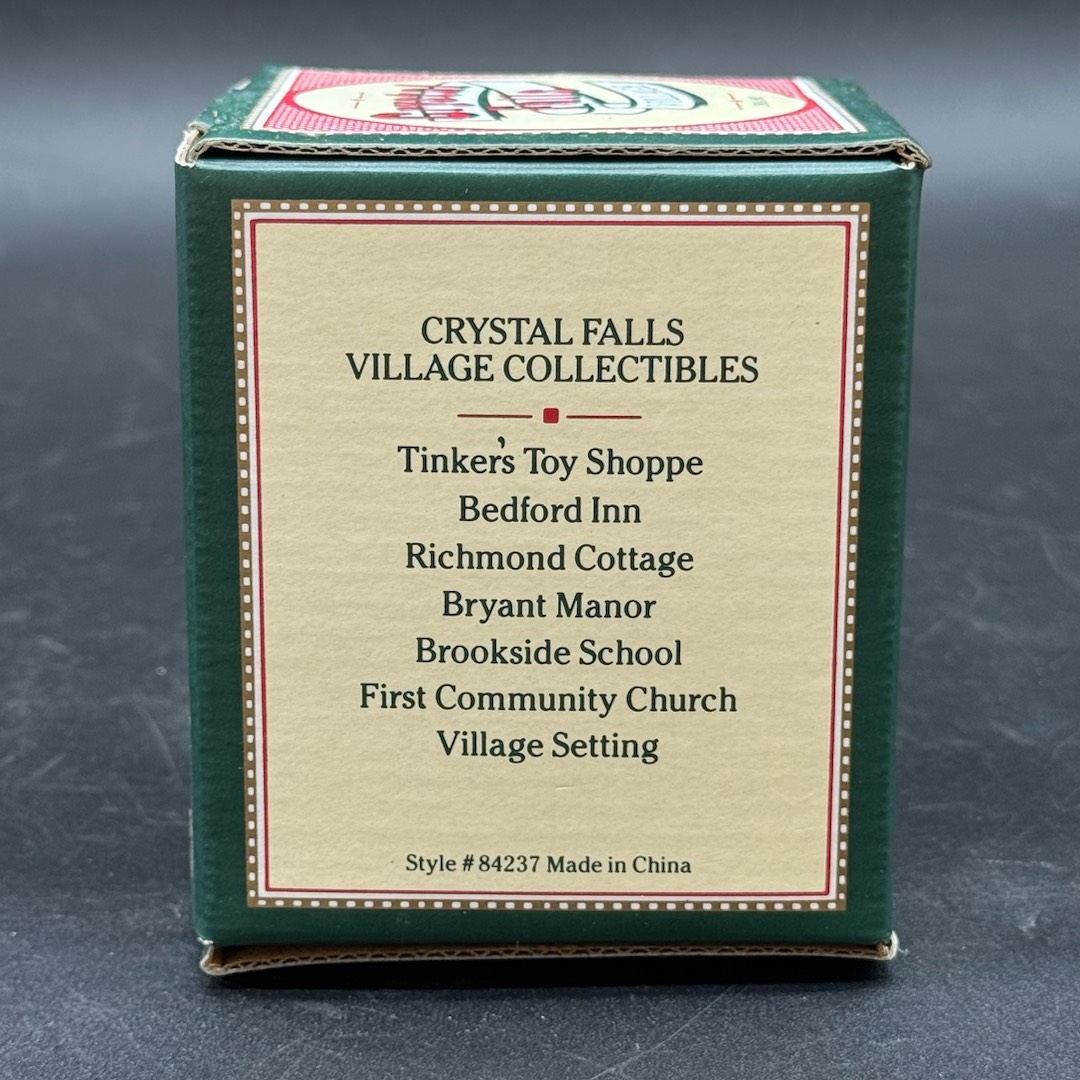 CRYSTAL FALLS
VILLAGE COLLECTIBLES
Tinker's Toy Shoppe
Bedford Inn
Richmond Cottage
Bryant Manor
Brookside School
First Community Church
Village Setting
Style # 84237 Made in China